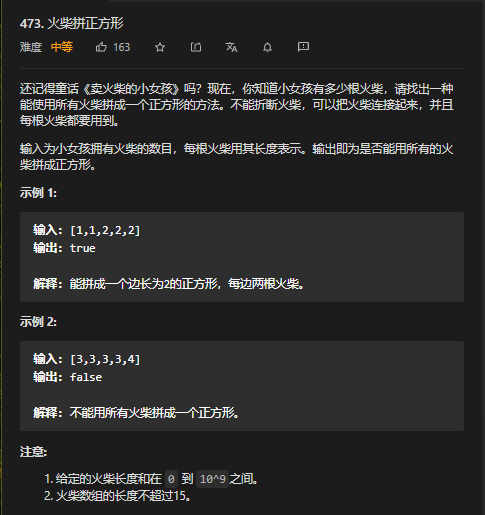 473. 火柴拼正方形
难度 中等 163
还记得童话《卖火柴的小女孩》吗？现在，你知道小女孩有多少根火柴，请找出一种
能使用所有火柴拼成一个正方形的方法。不能折断火柴，可以把火柴连接起来，并且
每根火柴都要用到。
输入为小女孩拥有火柴的数目，每根火柴用其长度表示。输出即为是否能用所有的火
柴拼成正方形。
示例 1:
输入: [1,1,2,2,2]
输出: true
解释: 能拼成一个边长为2的正方形，每边两根火柴。
示例 2:
输入: [3,3,3,3,4]
输出: false
解释: 不能用所有火柴拼成一个正方形。
注意:
1. 给定的火柴长度和在 0 到 10^9之间。
2. 火柴数组的长度不超过15。